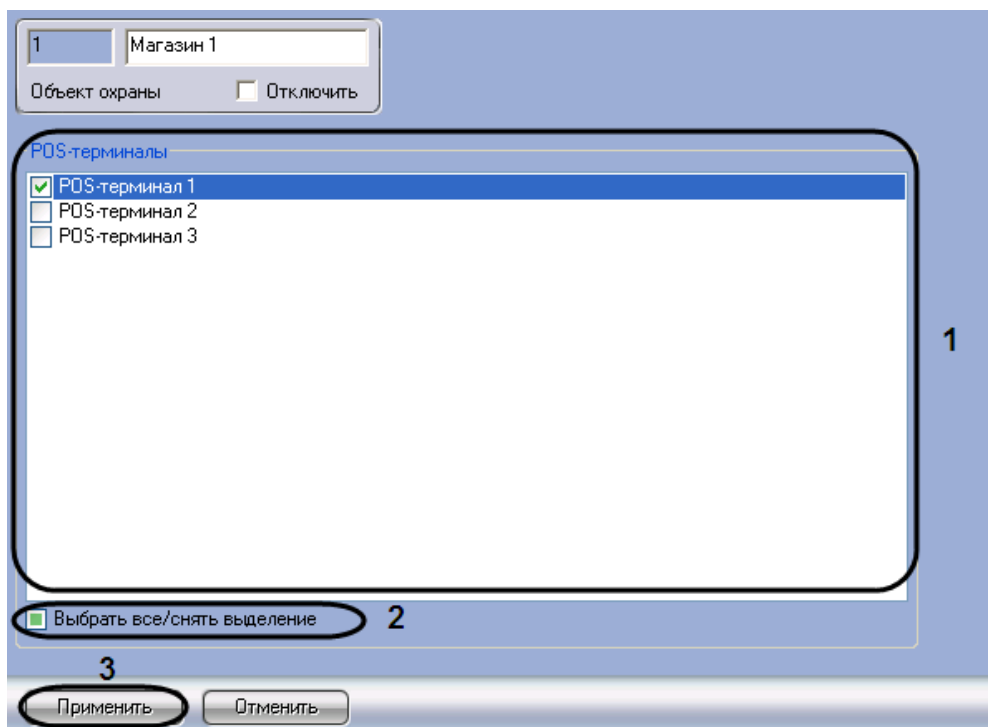 1 Магазин 1
Объект охраны Отключить
POS-терминалы
POS-терминал 1
POS-терминал 2
POS-терминал 3
1
Выбрать все/снять выделение 2
3
Применить Отменить